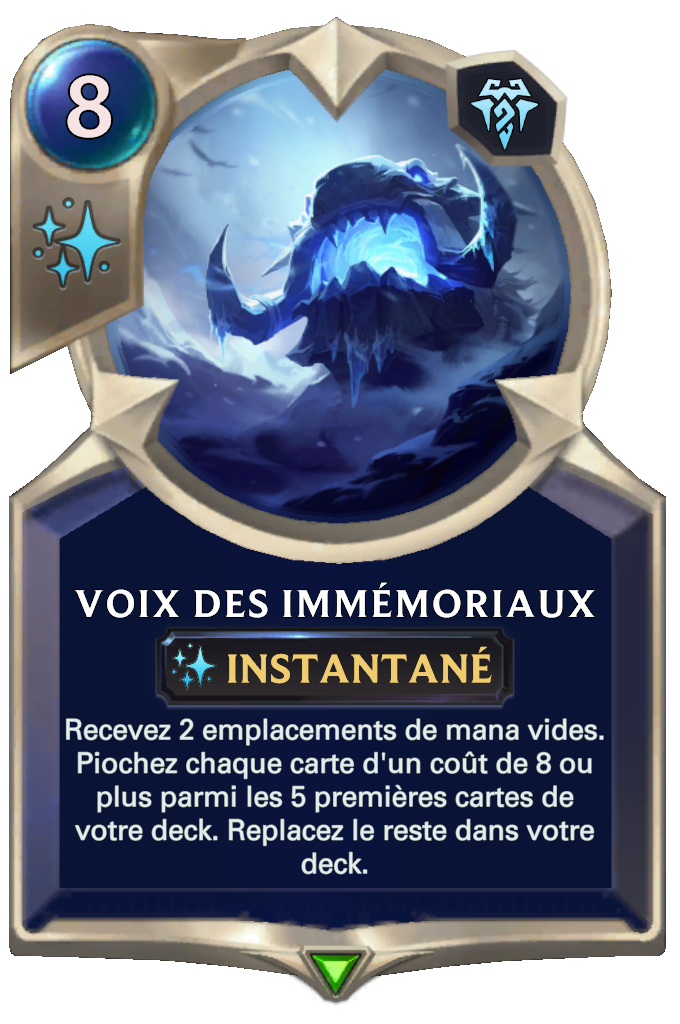 8
VOIX DES IMMÉMORIAUX
INSTANTANÉ
Recevez 2 emplacements de mana vides.
Piochez chaque carte d'un coût de 8 ou
plus parmi les 5 premières cartes de
votre deck. Replacez le reste dans votre
deck.